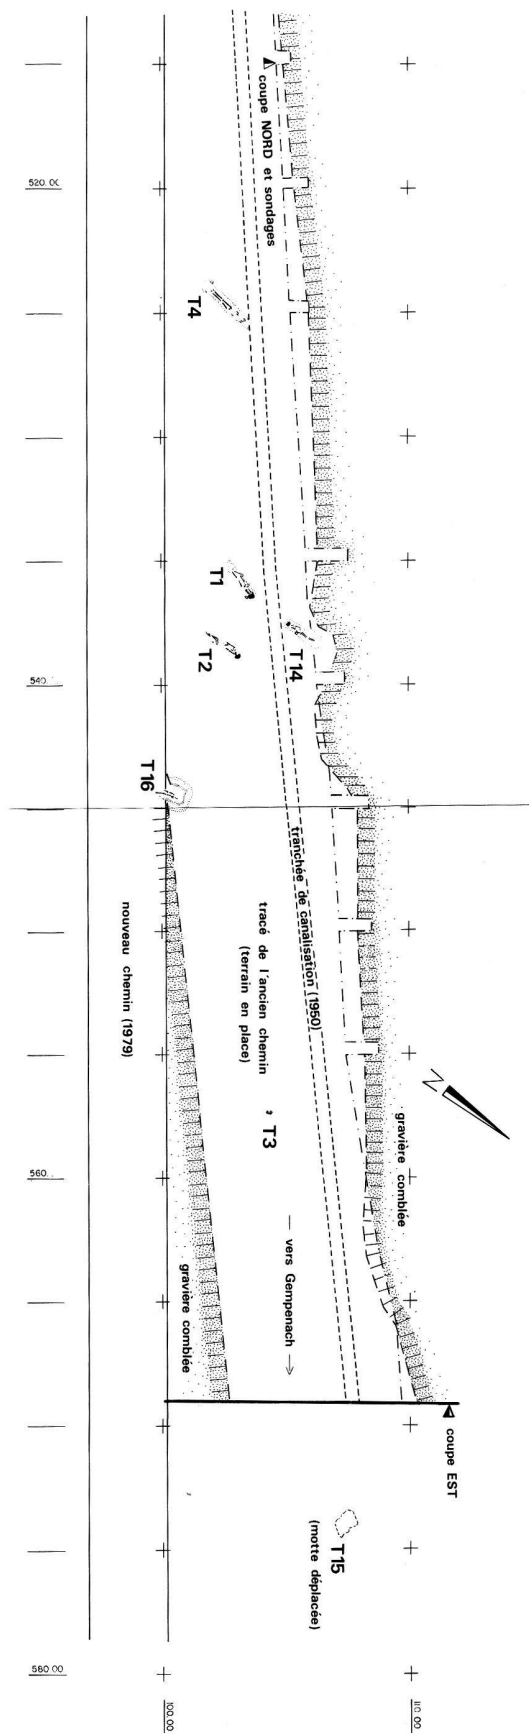 coupe NORD et sondages
520.00
T4
T1
T2
T14
540.
T16
tranchée de canalisation (1950)
nouveau chemin (1979)
tracé de l'ancien chemin
(terrain en place)
T3
N
gravière comblée
560.
vers Gempenach
gravière comblée
coupe EST
T15
(motte déplacée)
580.00
100.00
110.00